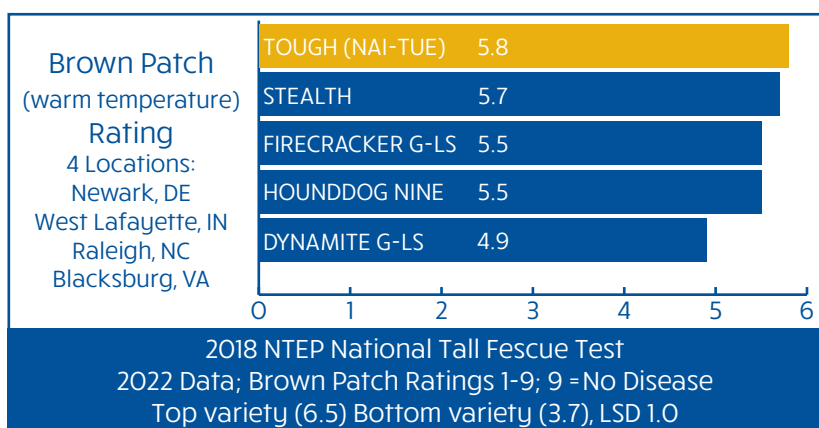 Brown Patch
(warm temperature)
Rating
4 Locations:
Newark, DE
West Lafayette, IN
Raleigh, NC
Blacksburg, VA
TOUGH (NAI-TUE) 5.8
STEALTH 5.7
FIRECRACKER G-LS 5.5
HOUNDDOG NINE 5.5
DYNAMITE G-LS 4.9
0 1 2 3 4 5 6
2018 NTEP National Tall Fescue Test
2022 Data; Brown Patch Ratings 1-9; 9 = No Disease
Top variety (6.5) Bottom variety (3.7), LSD 1.0